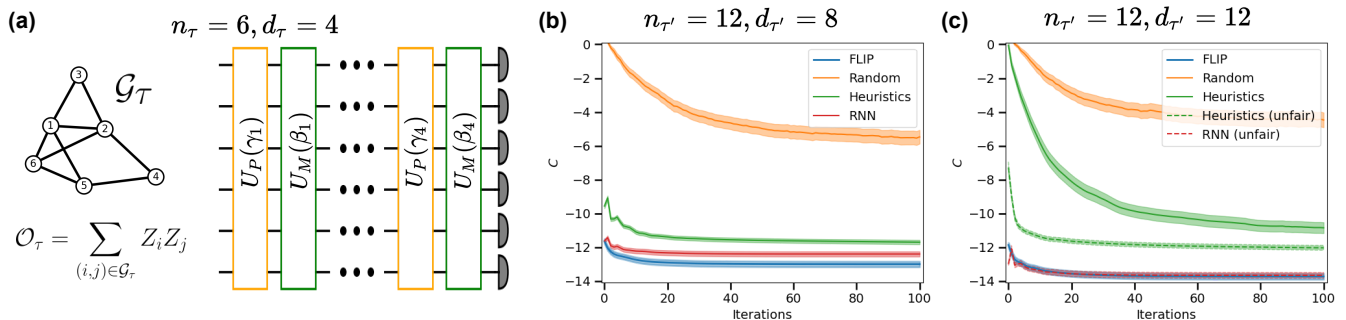 (a)
n_τ = 6, d_τ = 4
3
1
2
6
5
4
𝒢_τ
O_τ = ∑_{(i,j)∈𝒢_τ} Z_i Z_j
U_P(γ_1)
U_M(β_1)
U_P(γ_4)
U_M(β_4)
(b)
n_τ′ = 12, d_τ′ = 8
FLIP
Random
Heuristics
RNN
0
−2
−4
−6
−8
−10
−12
−14
C
0
20
40
60
80
100
Iterations
(c)
n_τ′ = 12, d_τ′ = 12
FLIP
Random
Heuristics
Heuristics (unfair)
RNN (unfair)
0
−2
−4
−6
−8
−10
−12
−14
C
0
20
40
60
80
100
Iterations